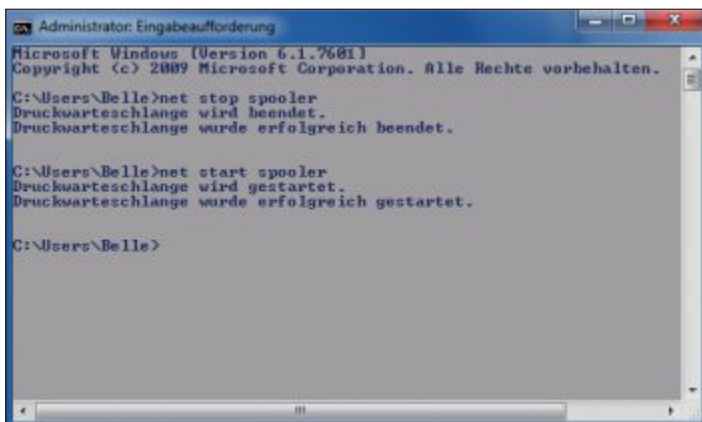 Administrator: Eingabeaufforderung
Microsoft Windows [Version 6.1.7601]
Copyright (c) 2009 Microsoft Corporation. Alle Rechte vorbehalten.
C:\Users\Belle>net stop spooler
Druckwarteschlange wird beendet.
Druckwarteschlange wurde erfolgreich beendet.
C:\Users\Belle>net start spooler
Druckwarteschlange wird gestartet.
Druckwarteschlange wurde erfolgreich gestartet.
C:\Users\Belle>